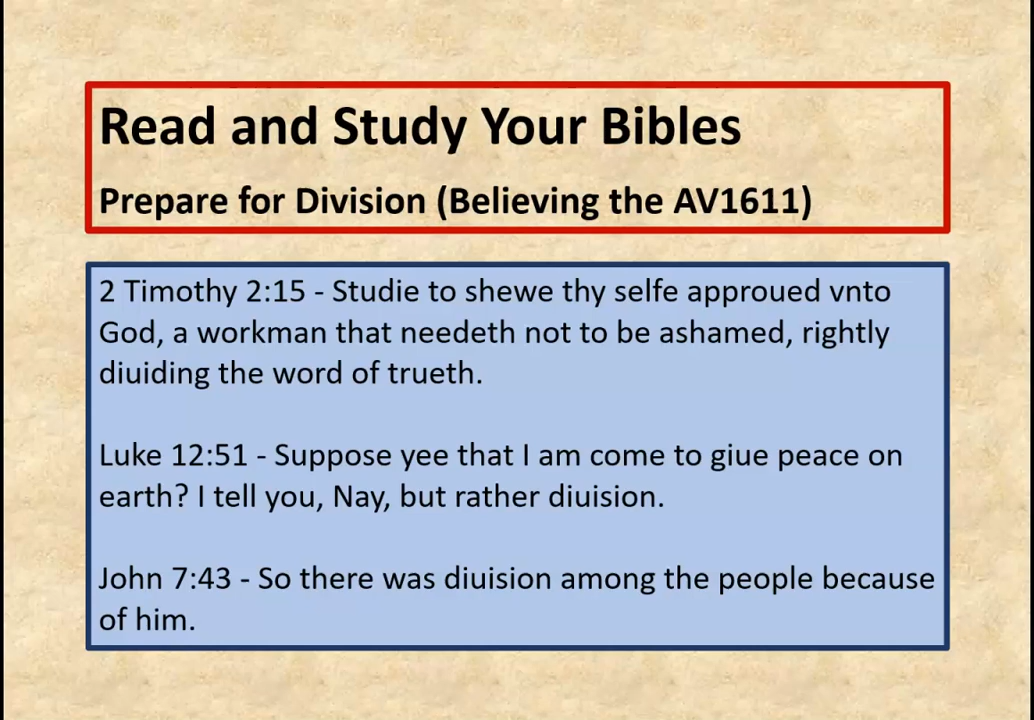 Read and Study Your Bibles
Prepare for Division (Believing the AV1611)
2 Timothy 2:15 - Studie to shewe thy selfe approued vnto
God, a workman that needeth not to be ashamed, rightly
diuiding the word of trueth.
Luke 12:51 - Suppose yee that I am come to giue peace on
earth? I tell you, Nay, but rather diuision.
John 7:43 - So there was diuision among the people because
of him.